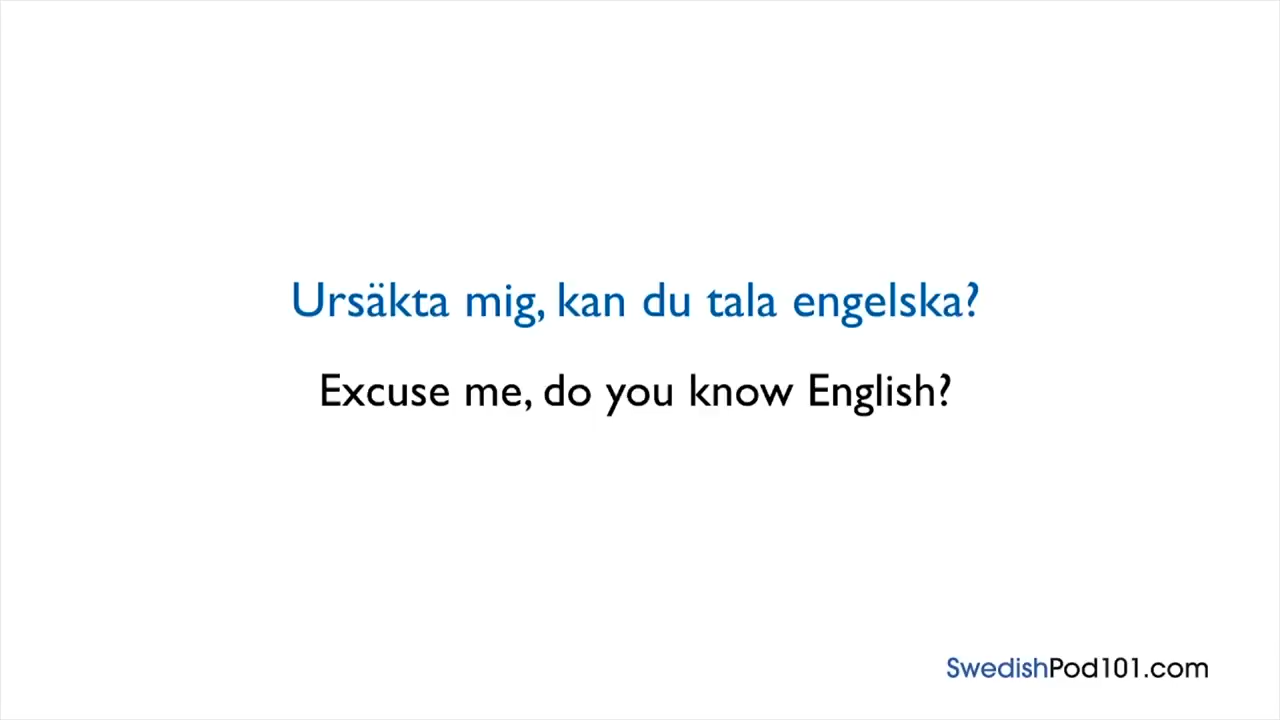 Ursäkta mig, kan du tala engelska?
Excuse me, do you know English?
SwedishPod101.com